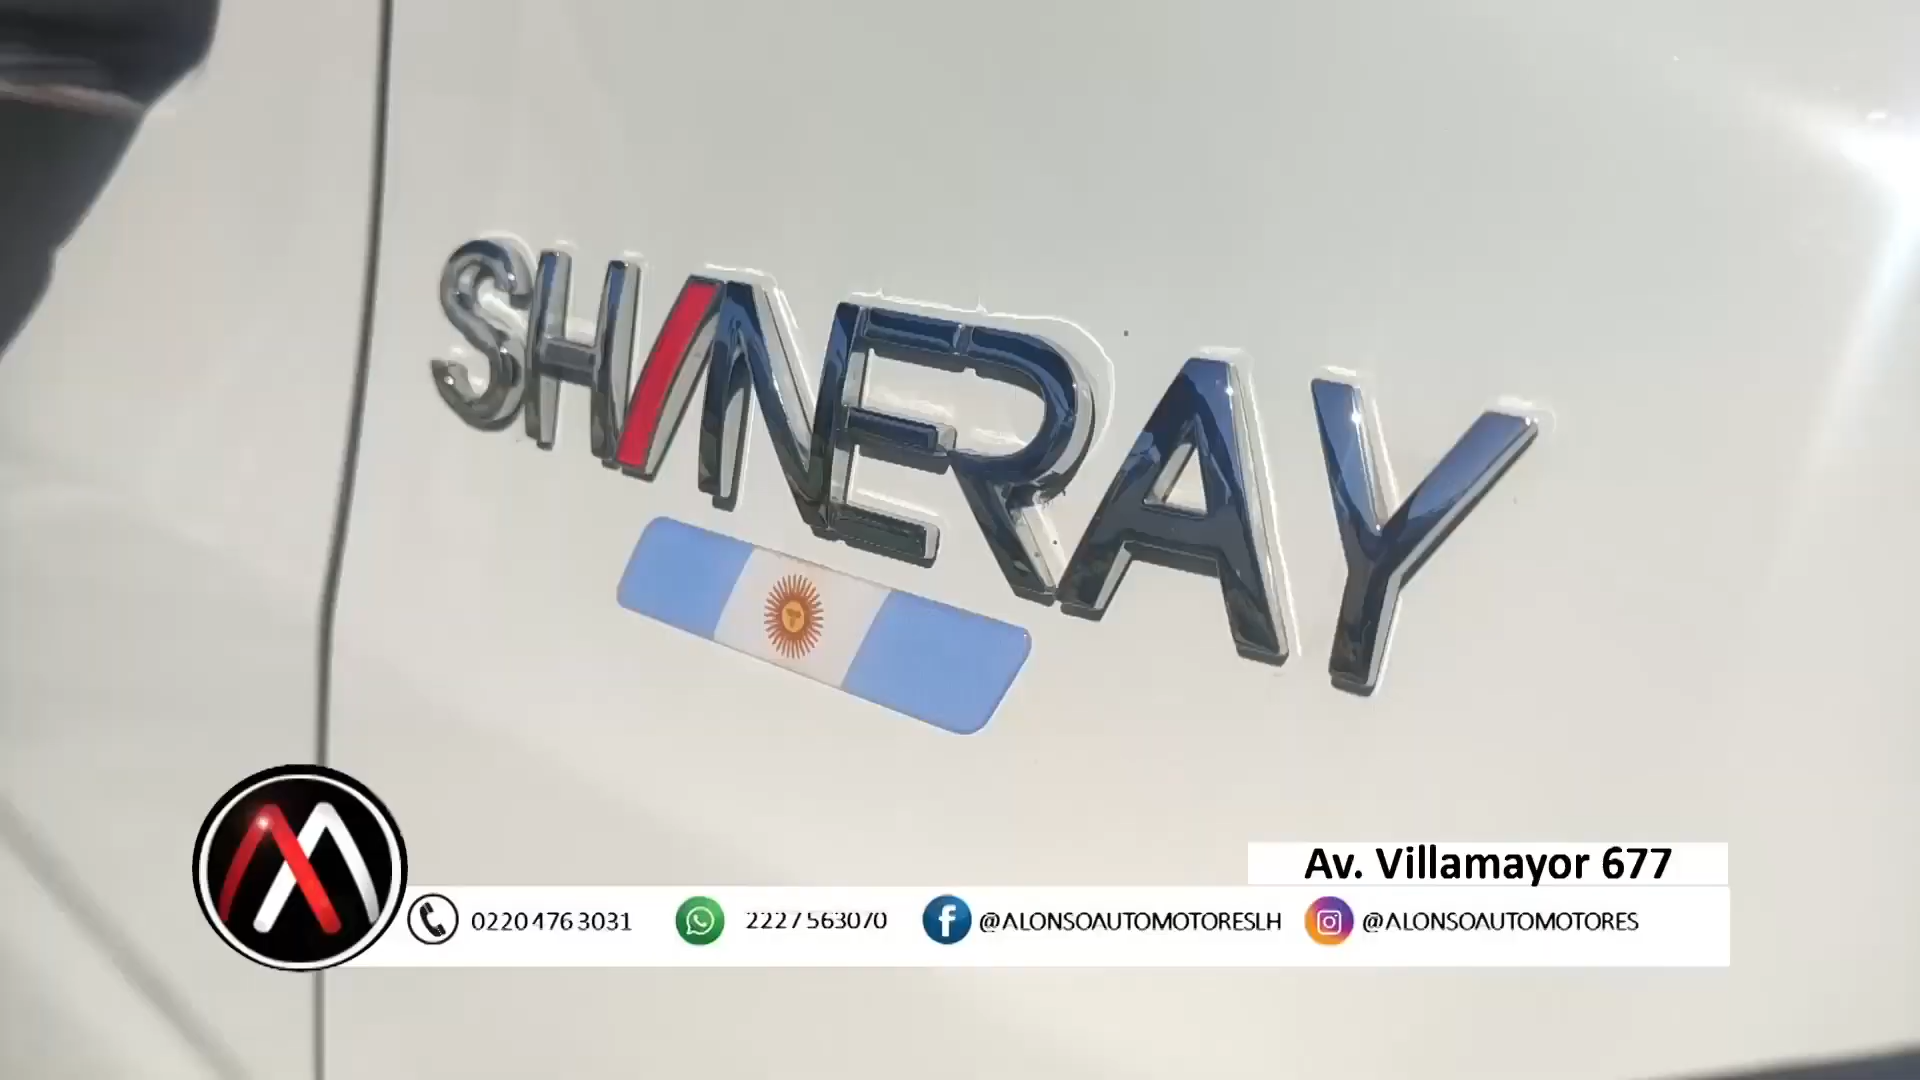 SHINERAY
Av. Villamayor 677
0220 476 3031 2227 563070 @ALONSOAUTOMOTORESLH @ALONSOAUTOMOTORES